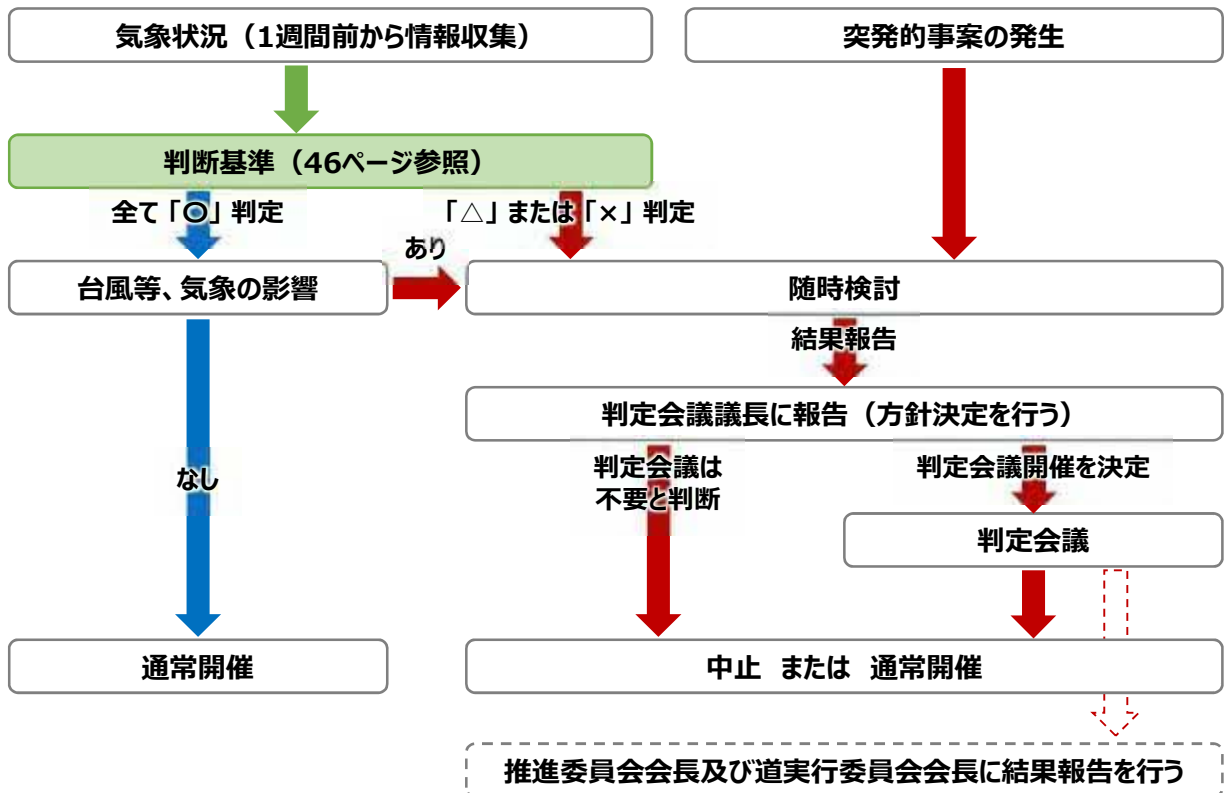 気象状況（1週間前から情報収集）
突発的事案の発生
判断基準（46ページ参照）
全て「〇」判定
「△」または「×」判定
あり
台風等、気象の影響
随時検討
結果報告
判定会議議長に報告（方針決定を行う）
なし
判定会議は
不要と判断
判定会議開催を決定
判定会議
通常開催
中止 または 通常開催
推進委員会会長及び道実行委員会会長に結果報告を行う